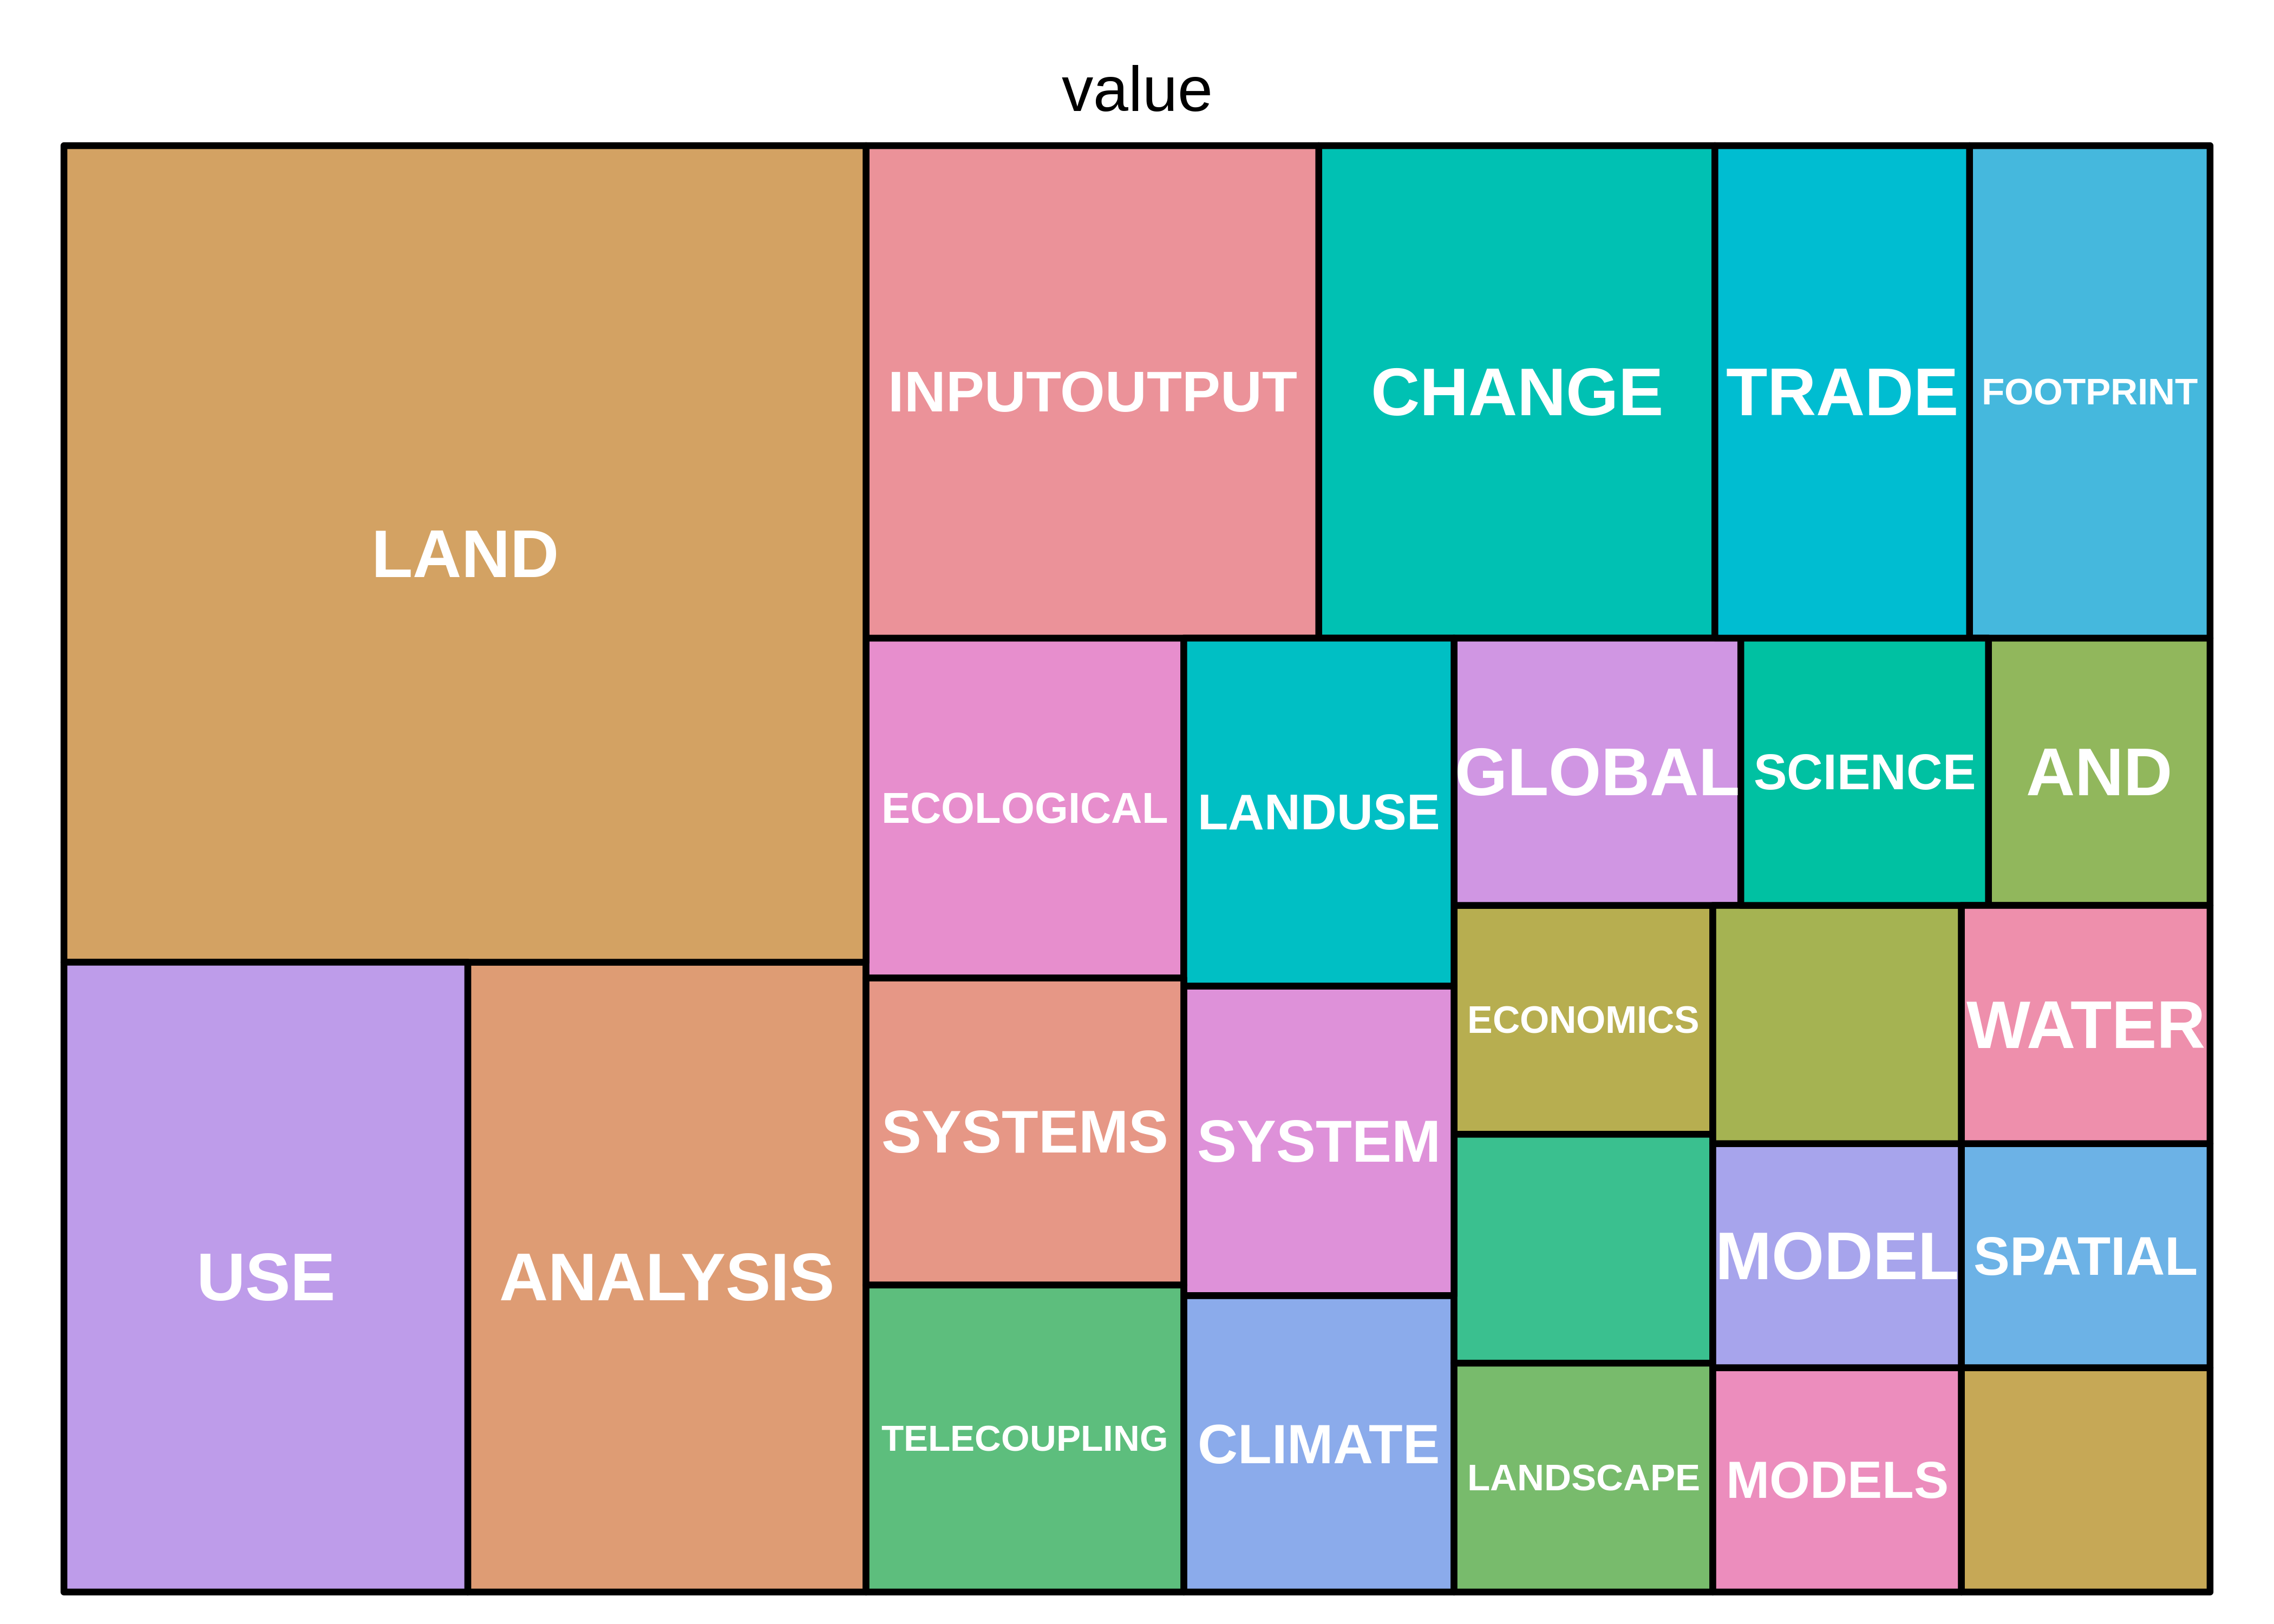 value
LAND
INPUTOUTPUT
CHANGE
TRADE
FOOTPRINT
ECOLOGICAL
LANDUSE
GLOBAL
SCIENCE
AND
ECONOMICS
WATER
SYSTEMS
SYSTEM
USE
ANALYSIS
MODEL
SPATIAL
TELECOUPLING
CLIMATE
LANDSCAPE
MODELS